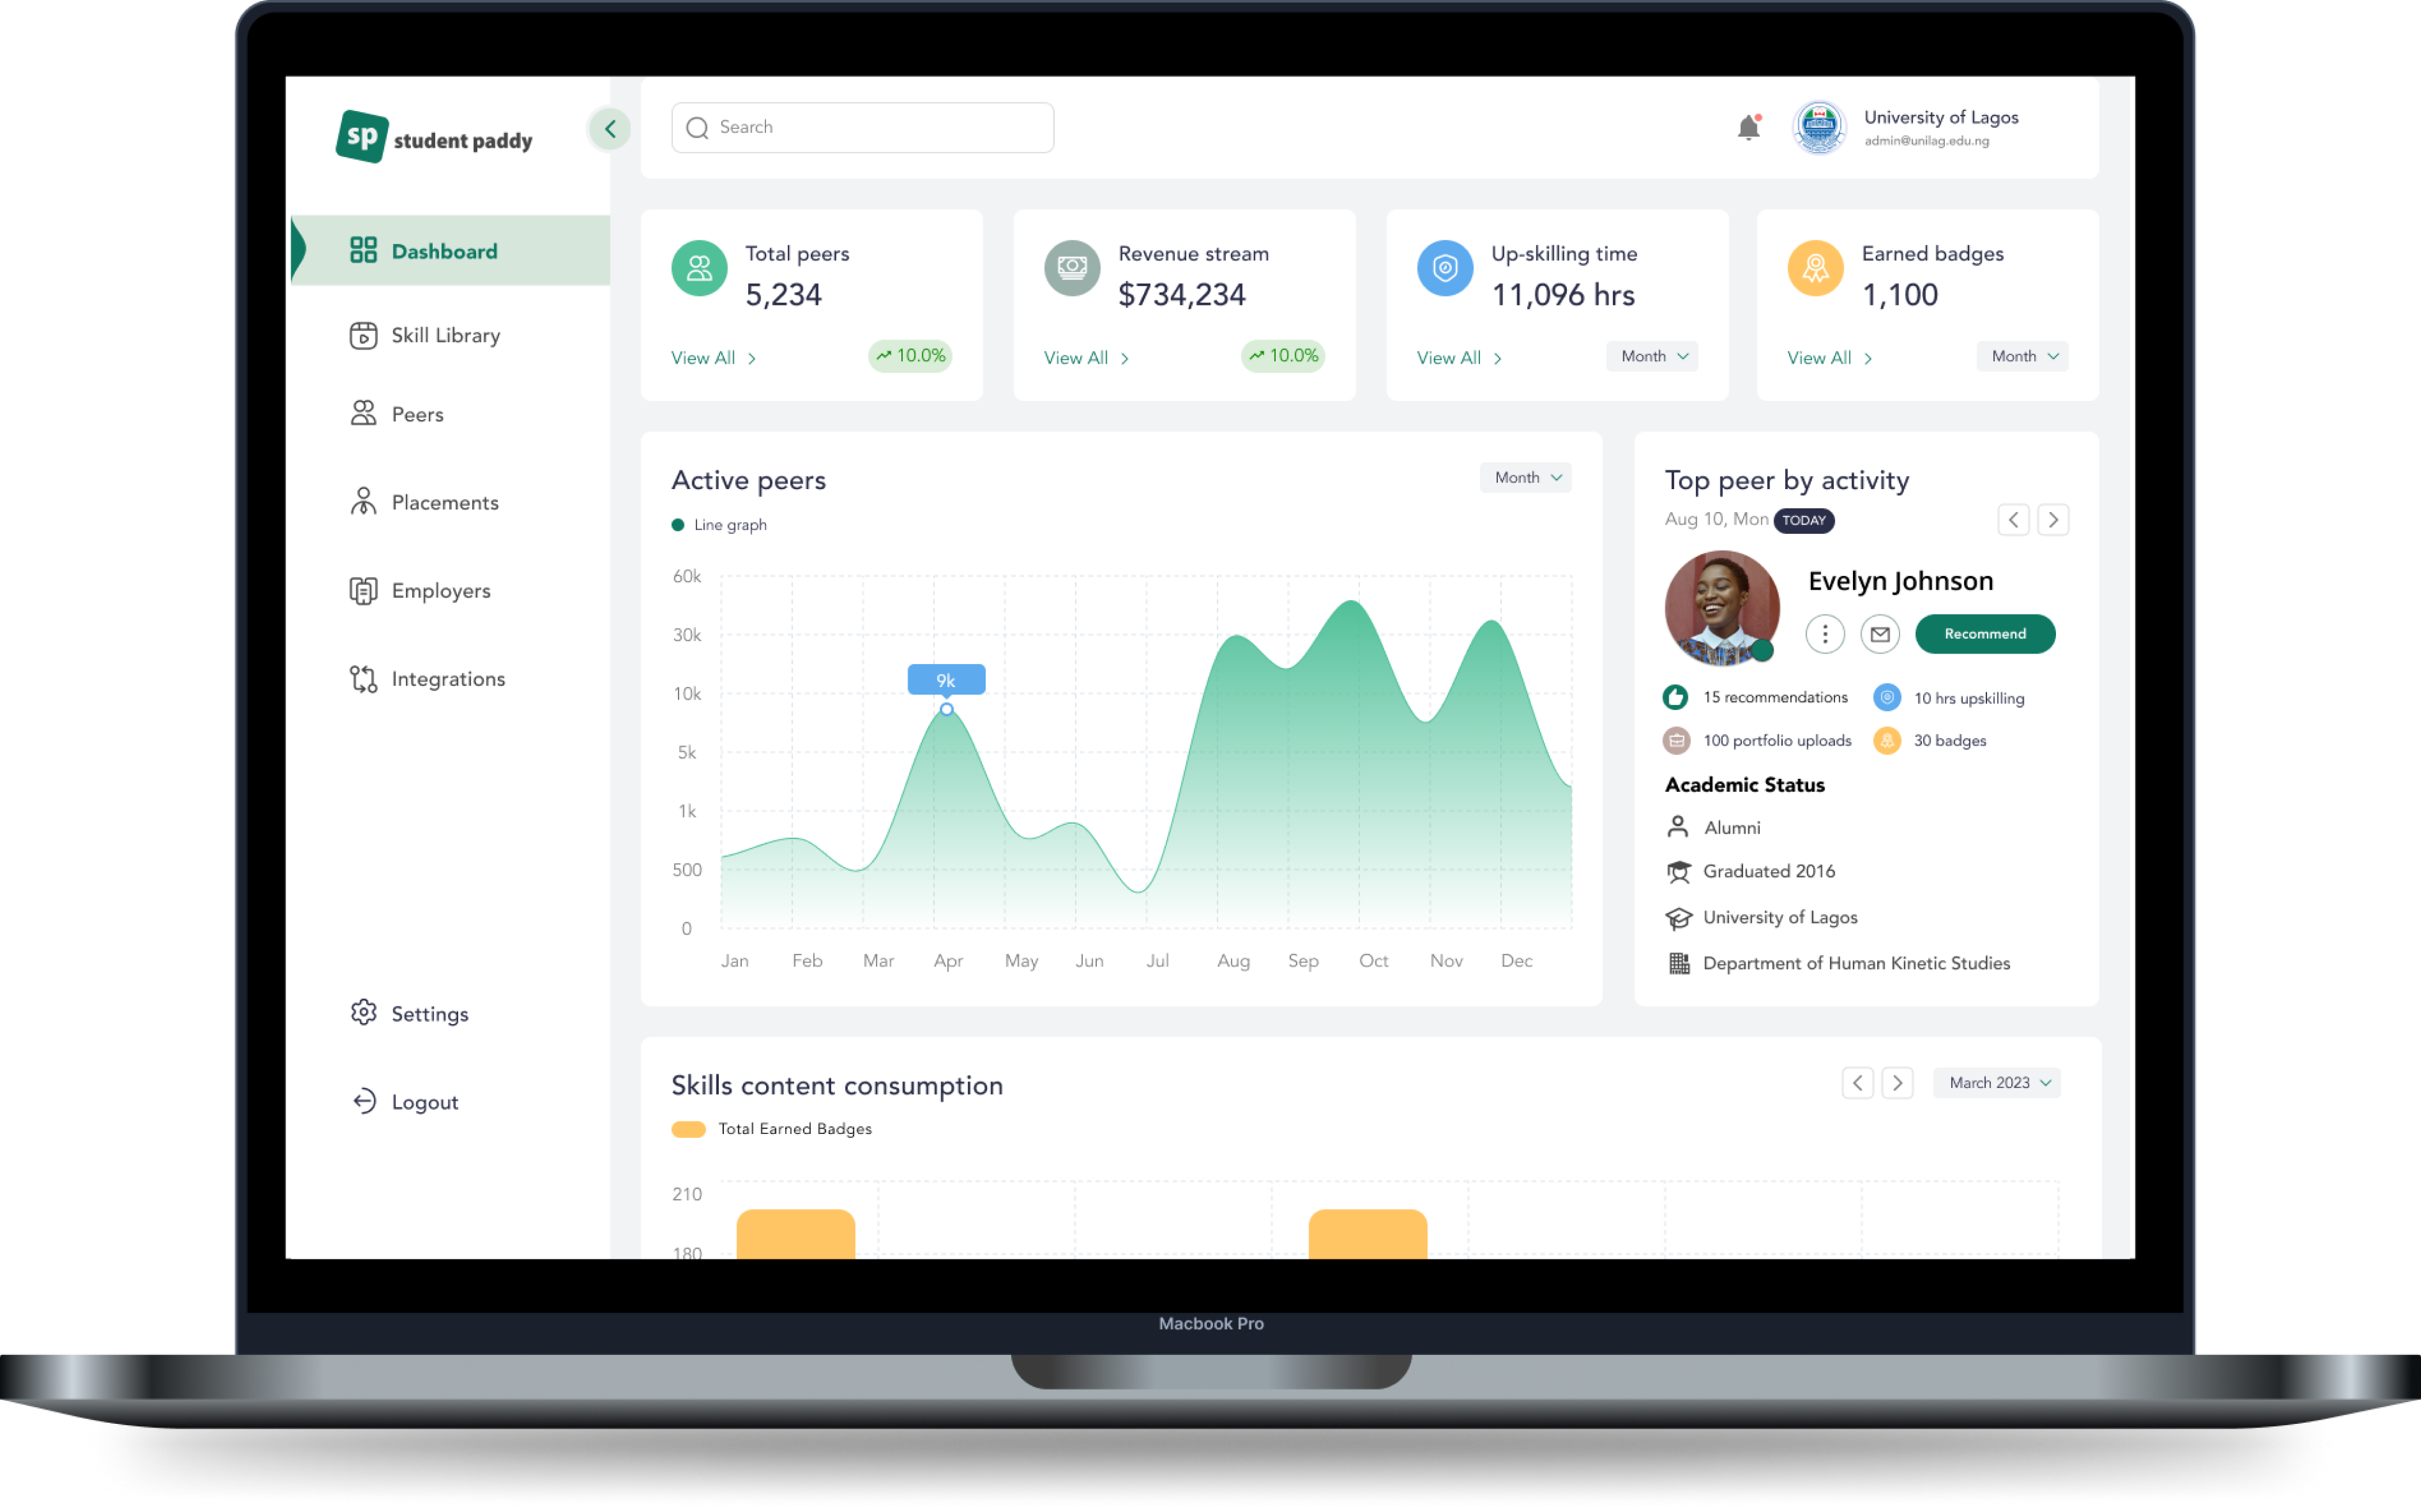 sp student paddy
Search
University of Lagos
admin@unilag.edu.ng
Dashboard
Skill Library
Peers
Placements
Employers
Integrations
Settings
Logout
Total peers
5,234
View All
10.0%
Revenue stream
$734,234
View All
10.0%
Up-skilling time
11,096 hrs
View All
Month
Earned badges
1,100
View All
Month
Active peers
Month
Line graph
60k
30k
10k
9k
5k
1k
500
0
Jan Feb Mar Apr May Jun Jul Aug Sep Oct Nov Dec
Top peer by activity
Aug 10, Mon TODAY
Evelyn Johnson
Recommend
15 recommendations
10 hrs upskilling
100 portfolio uploads
30 badges
Academic Status
Alumni
Graduated 2016
University of Lagos
Department of Human Kinetic Studies
Skills content consumption
March 2023
Total Earned Badges
210
180
Macbook Pro